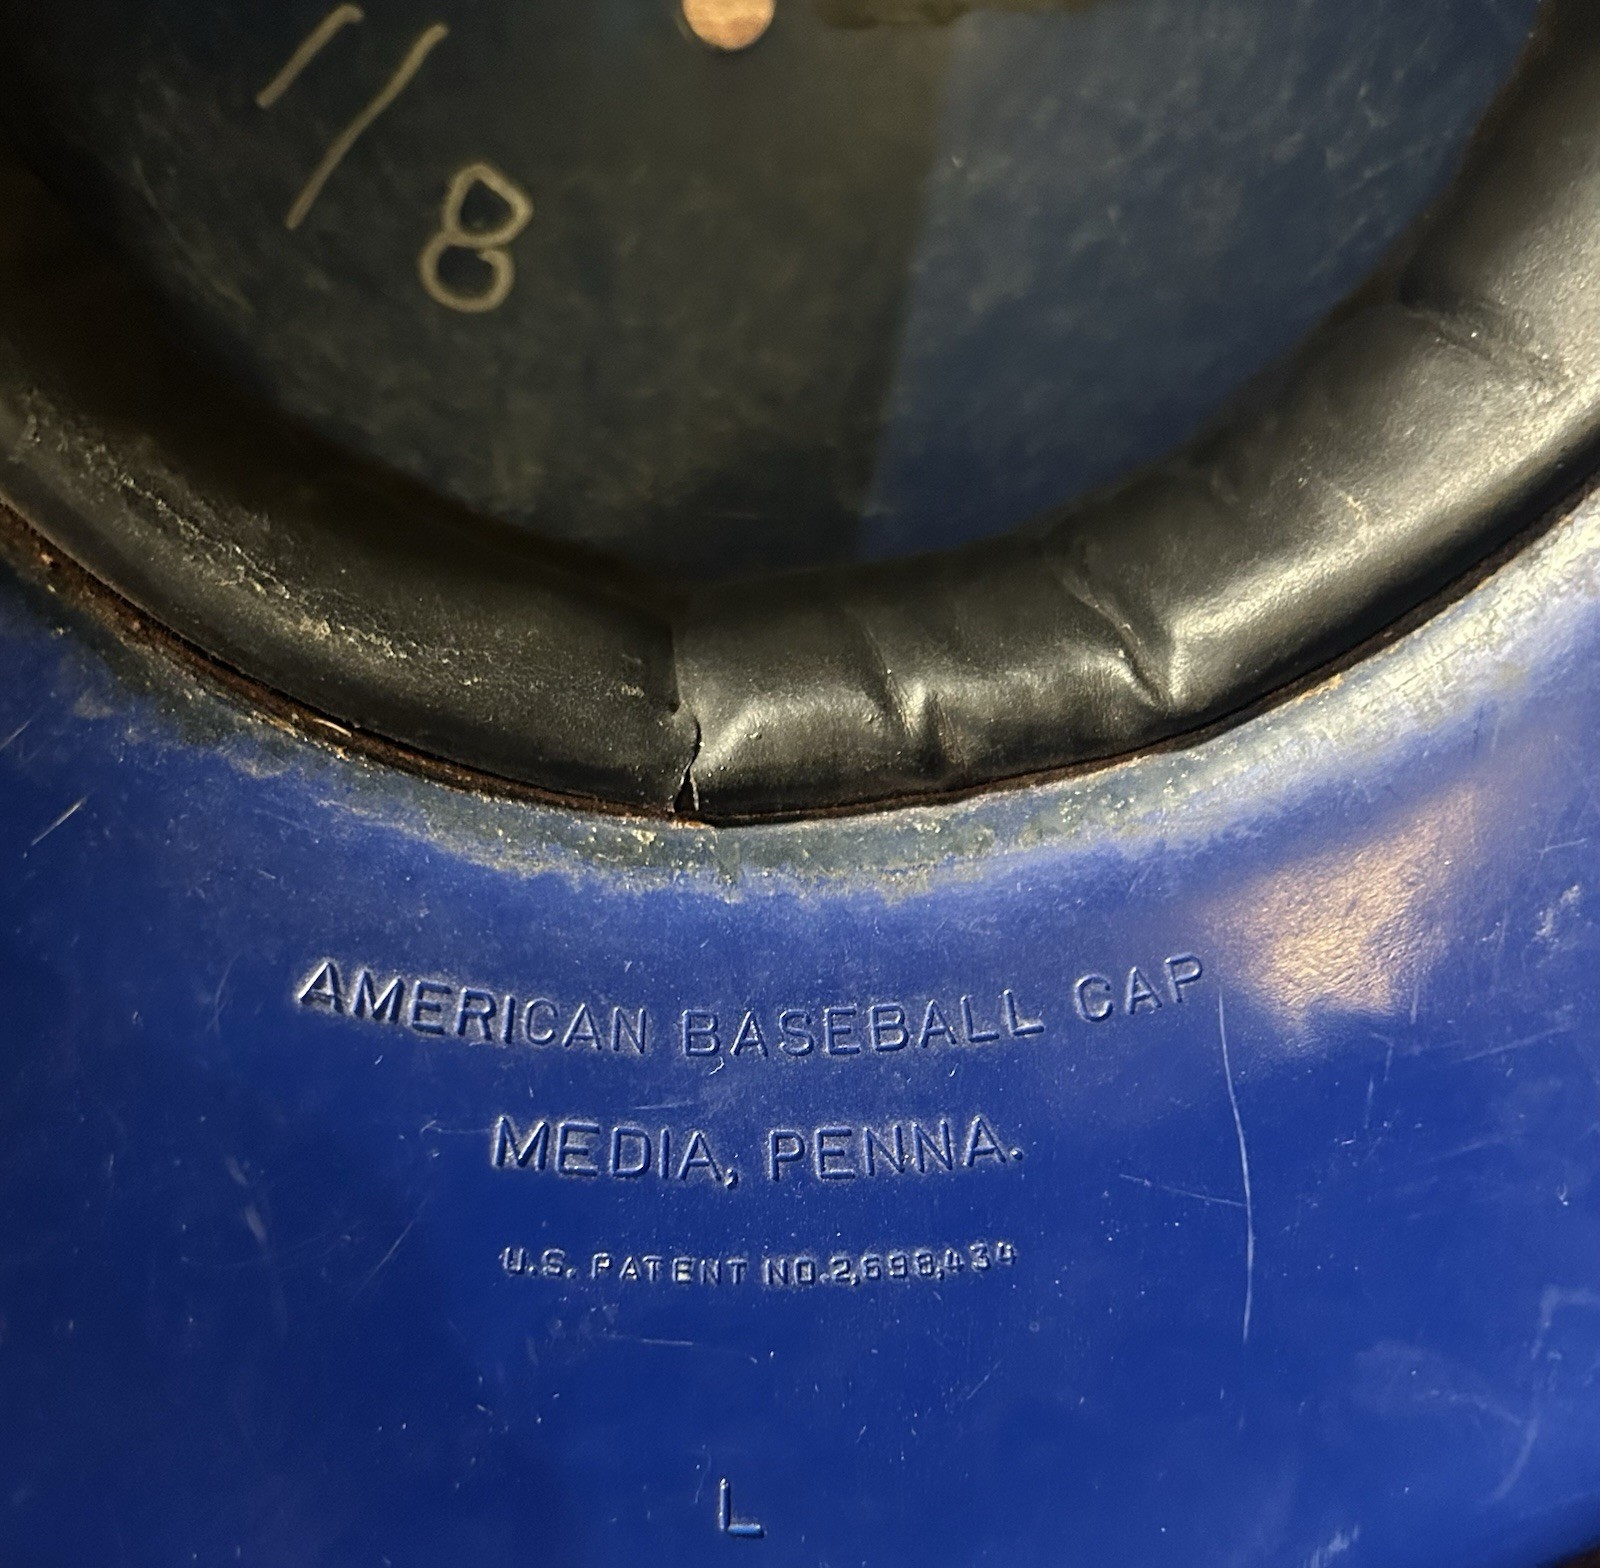 1/8
AMERICAN BASEBALL CAP
MEDIA, PENNA.
U.S. PATENT NO. 2,698,434
L